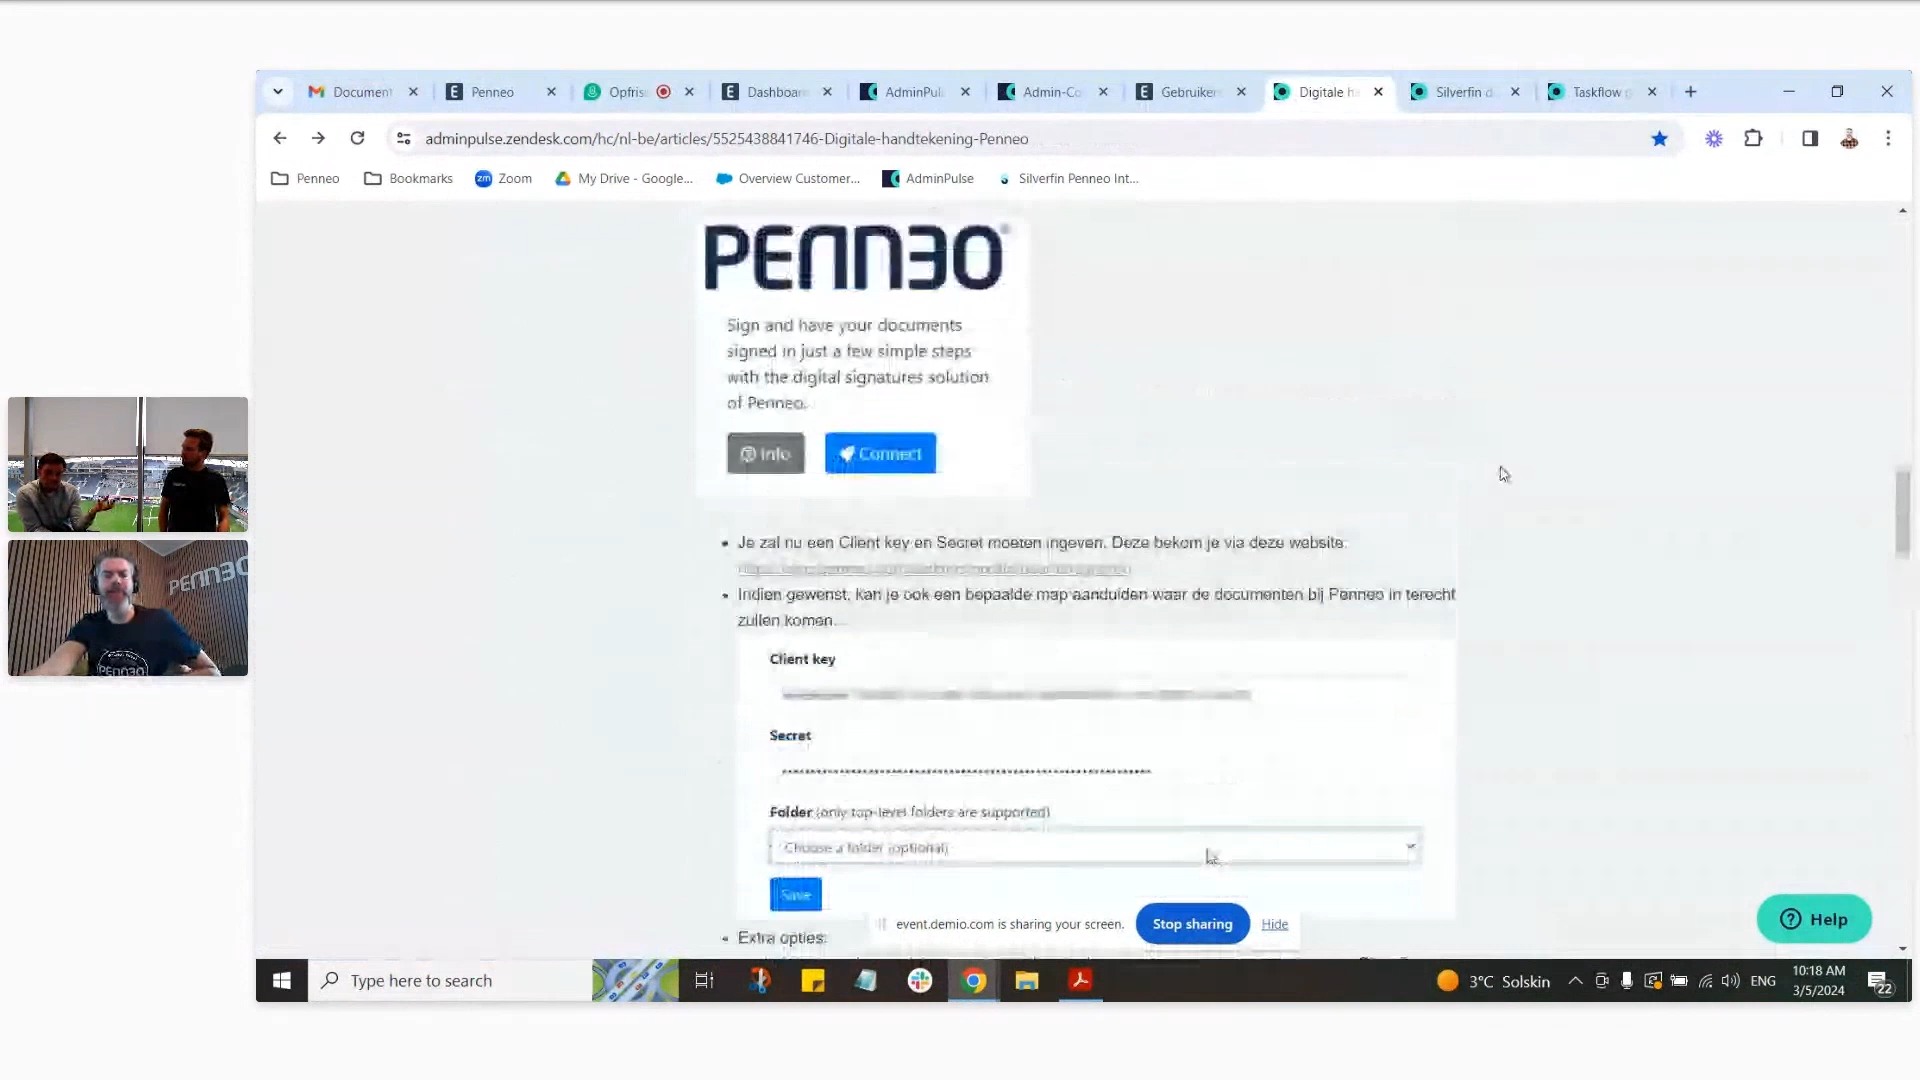 Document
Penneo
Opfris
Dashboar
AdminPul
Admin-Co
Gebruiker
Digitale h
Silverfin d
Taskflow p
adminpulse.zendesk.com/hc/nl-be/articles/5525438841746-Digitale-handtekening-Penneo
Penneo
Bookmarks
zm Zoom
My Drive - Google...
Overview Customer...
AdminPulse
Silverfin Penneo Int...
PENNEO
Sign and have your documents
signed in just a few simple steps
with the digital signatures solution
of Penneo.
Info
Connect
PENNEO
PENNEO
• Je zal nu een Client key en Secret moeten ingeven. Deze bekom je via deze website:
• Indien gewenst, kan je ook een bepaalde map aanduiden waar de documenten bij Penneo in terecht
zullen komen...
Client key
Secret
Folder (only top-level folders are supported)
Choose a folder (optional)
Save
• Extra opties:
event.demio.com is sharing your screen.
Stop sharing
Hide
Help
Type here to search
3°C Solskin
ENG
10:18 AM
3/5/2024
22